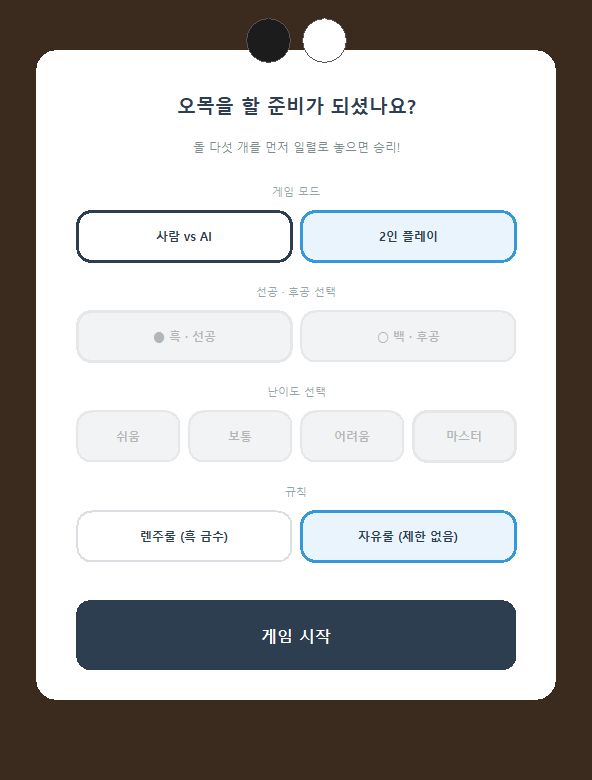 오목을 할 준비가 되셨나요?
돌 다섯 개를 먼저 일렬로 놓으면 승리!
게임 모드
사람 vs AI
2인 플레이
선공 · 후공 선택
● 흑 · 선공
○ 백 · 후공
난이도 선택
쉬움
보통
어려움
마스터
규칙
렌주룰 (흑 금수)
자유룰 (제한 없음)
게임 시작